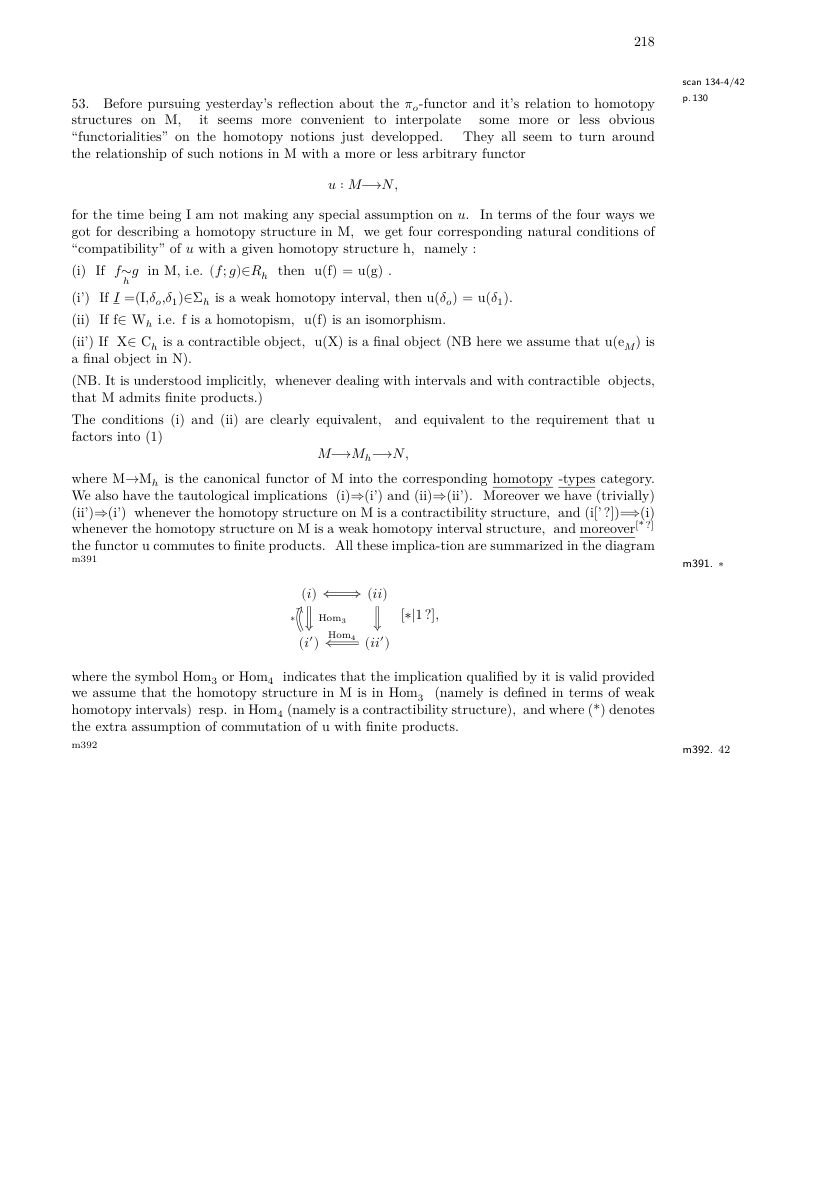 218
scan 134-4/42
53. Before pursuing yesterday's reflection about the πₒ-functor and it's relation to homotopy
p. 130
structures on M, it seems more convenient to interpolate some more or less obvious
“functorialities” on the homotopy notions just developped. They all seem to turn around
the relationship of such notions in M with a more or less arbitrary functor
u : M⟶N,
for the time being I am not making any special assumption on u. In terms of the four ways we
got for describing a homotopy structure in M, we get four corresponding natural conditions of
“compatibility” of u with a given homotopy structure h, namely :
(i) If f ∼ₕ g in M, i.e. (f; g)∈Rₕ then u(f) = u(g) .
(i') If I =(I,δₒ,δ₁)∈Σₕ is a weak homotopy interval, then u(δₒ) = u(δ₁).
(ii) If f∈ Wₕ i.e. f is a homotopism, u(f) is an isomorphism.
(ii') If X∈ Cₕ is a contractible object, u(X) is a final object (NB here we assume that u(e_M) is
a final object in N).
(NB. It is understood implicitly, whenever dealing with intervals and with contractible objects,
that M admits finite products.)
The conditions (i) and (ii) are clearly equivalent, and equivalent to the requirement that u
factors into (1)
M⟶Mₕ⟶N,
where M→Mₕ is the canonical functor of M into the corresponding homotopy -types category.
We also have the tautological implications (i)⇒(i') and (ii)⇒(ii'). Moreover we have (trivially)
(ii')⇒(i') whenever the homotopy structure on M is a contractibility structure, and (i[' ?])⟹(i)
whenever the homotopy structure on M is a weak homotopy interval structure, and moreover[* ?]
the functor u commutes to finite products. All these implica-tion are summarized in the diagram
m391
m391. *
(i) ⟺ (ii)
* ⇑ ⇓ Hom₃ ⇓ [*|1 ?],
(i′) ⟸ Hom₄ (ii′)
where the symbol Hom₃ or Hom₄ indicates that the implication qualified by it is valid provided
we assume that the homotopy structure in M is in Hom₃ (namely is defined in terms of weak
homotopy intervals) resp. in Hom₄ (namely is a contractibility structure), and where (*) denotes
the extra assumption of commutation of u with finite products.
m392
m392. 42